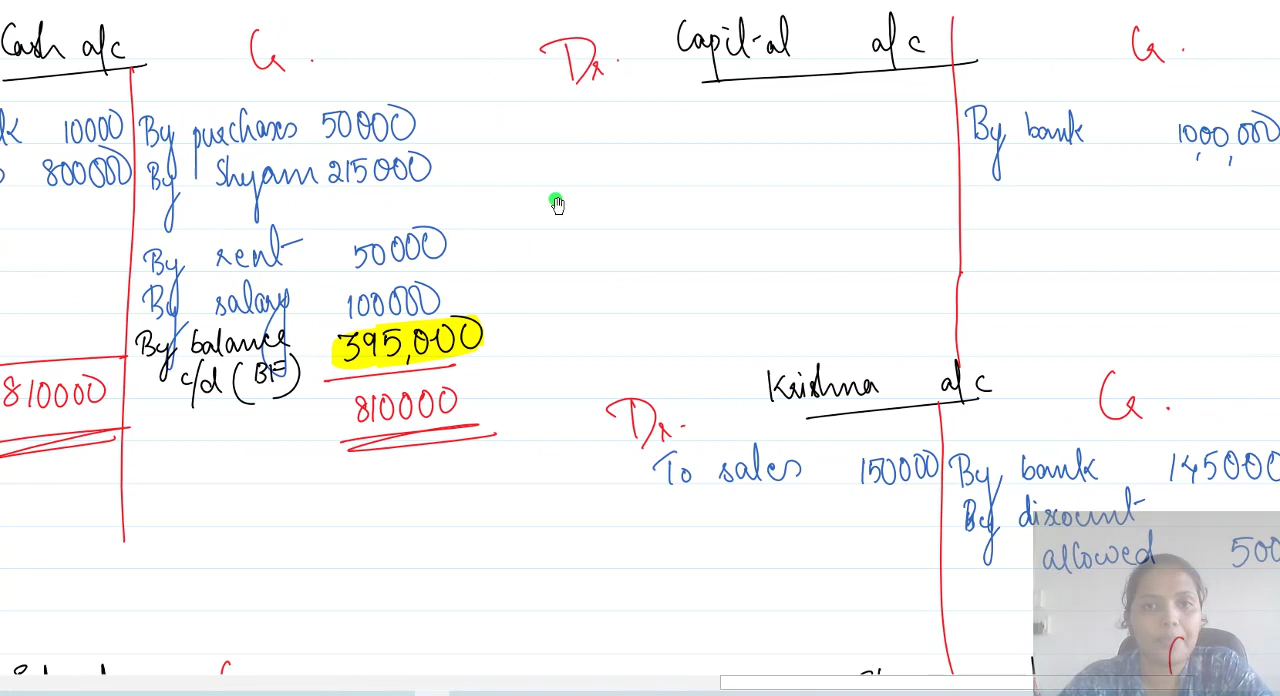 Cash a/c Cr.
10000 By purchases 50000
800000 By Shyam 215000
By rent 50000
By salary 100000
By balance 395,000
c/d (BF)
810000 810000
Dr. Capital a/c Cr.
By bank 1000,000
Dr. Krishna a/c Cr.
To sales 150000 By bank 145000
By discount
allowed 500